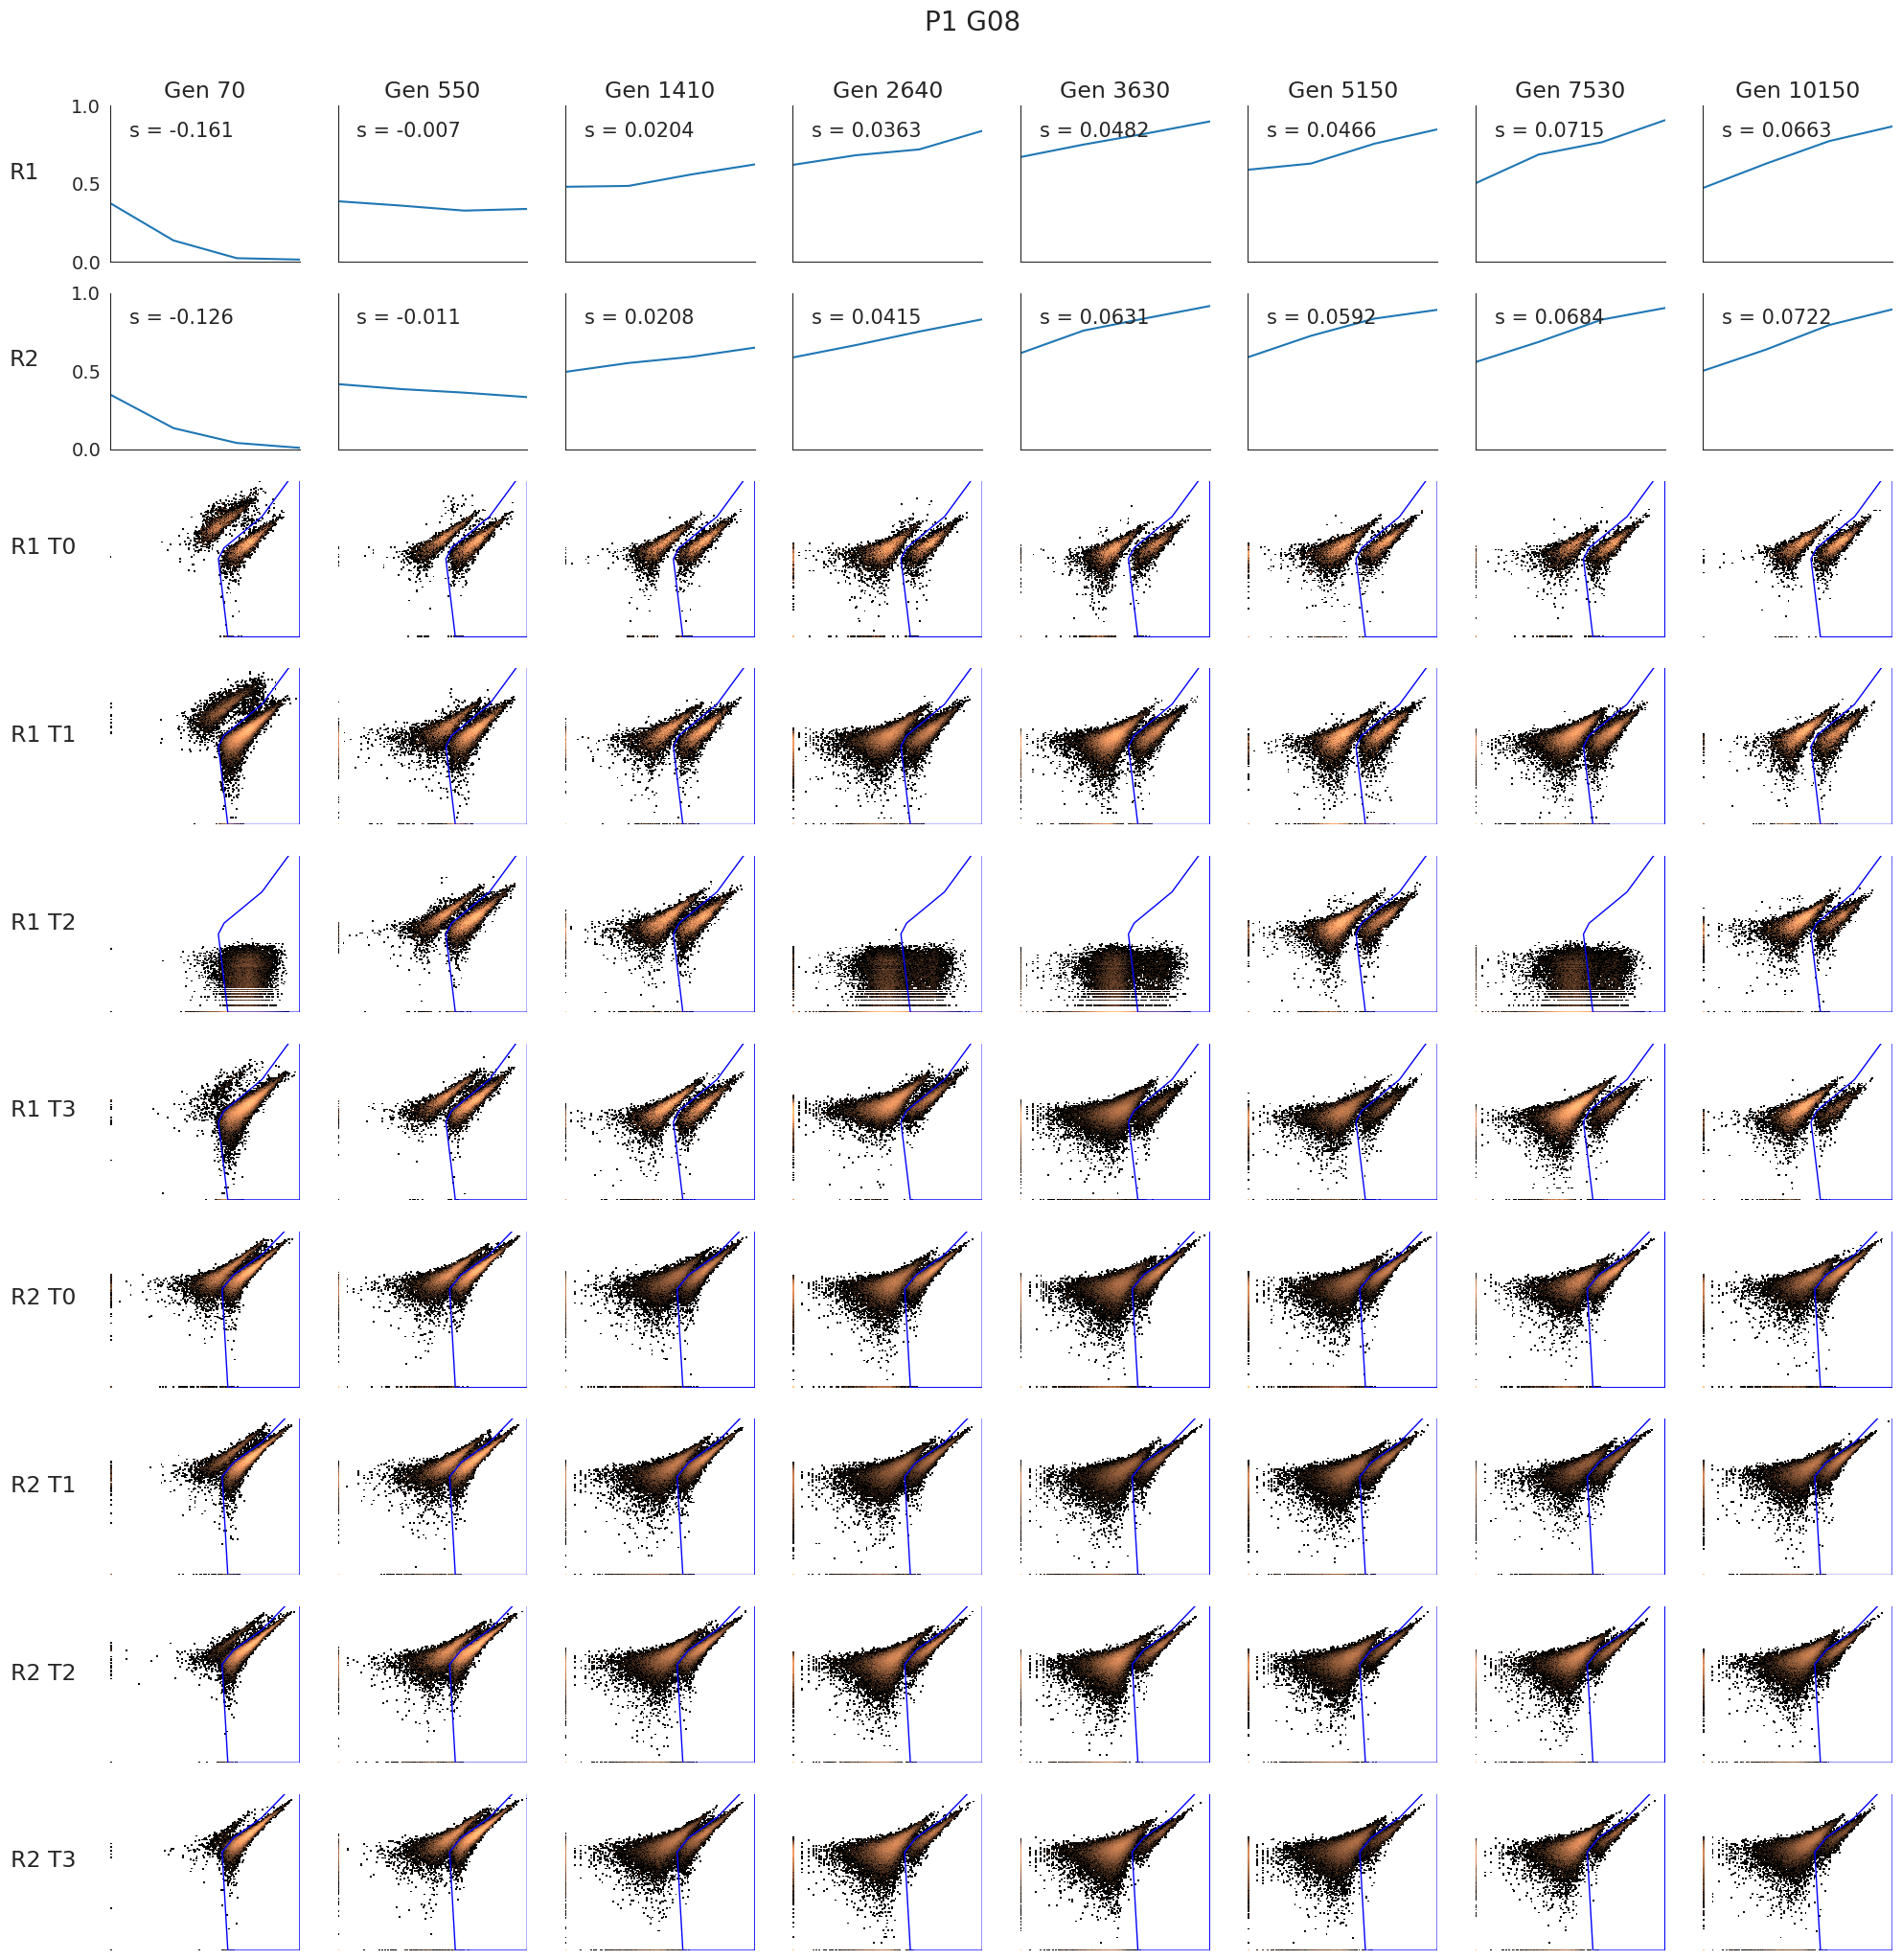 P1 G08
Gen 70 Gen 550 Gen 1410 Gen 2640 Gen 3630 Gen 5150 Gen 7530 Gen 10150
1.0
s = -0.161 s = -0.007 s = 0.0204 s = 0.0363 s = 0.0482 s = 0.0466 s = 0.0715 s = 0.0663
R1
0.5
0.0
1.0
s = -0.126 s = -0.011 s = 0.0208 s = 0.0415 s = 0.0631 s = 0.0592 s = 0.0684 s = 0.0722
R2
0.5
0.0
R1 T0
R1 T1
R1 T2
R1 T3
R2 T0
R2 T1
R2 T2
R2 T3